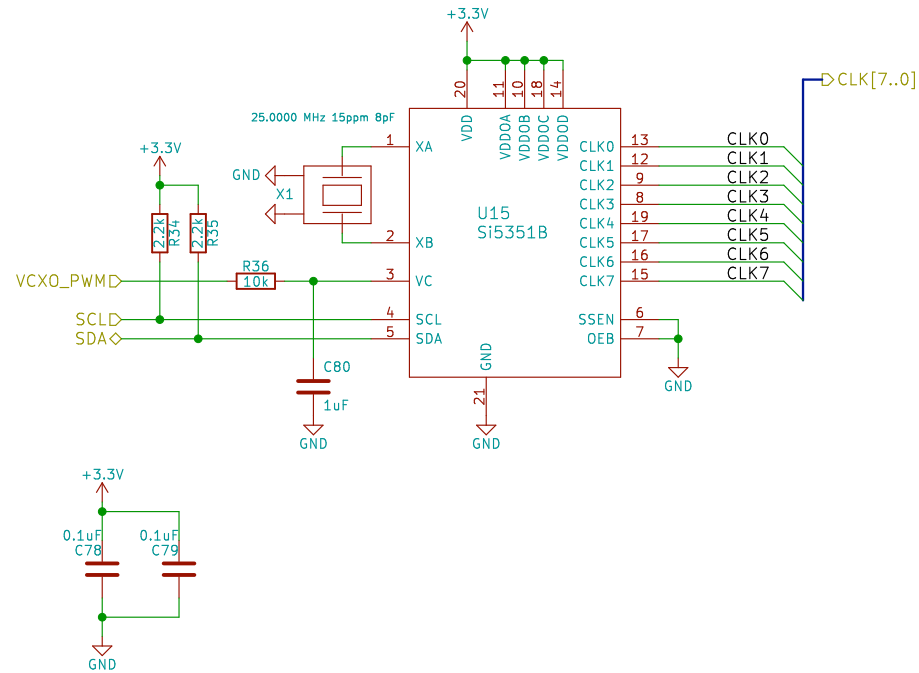 +3.3V
CLK[7..0]
20
11
10
18
14
VDD
VDDOA
VDDOB
VDDOC
VDDOD
25.0000 MHz 15ppm 8pF
1
XA
CLK0
13
CLK0
CLK1
12
CLK1
CLK2
9
CLK2
CLK3
8
CLK3
CLK4
19
CLK4
CLK5
17
CLK5
CLK6
16
CLK6
CLK7
15
CLK7
+3.3V
GND
X1
U15
Si5351B
2.2k
R34
2.2k
R35
2
XB
VCXO_PWM
R36
10k
3
VC
SCL
4
SCL
SDA
5
SDA
SSEN
6
OEB
7
GND
GND
21
GND
C80
1uF
GND
+3.3V
0.1uF
C78
0.1uF
C79
GND